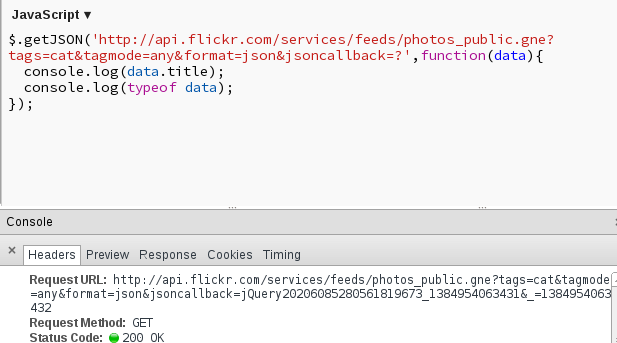 JavaScript ▾
$.getJSON('http://api.flickr.com/services/feeds/photos_public.gne?
tags=cat&tagmode=any&format=json&jsoncallback=?',function(data){
console.log(data.title);
console.log(typeof data);
});
Console
× Headers Preview Response Cookies Timing
Request URL: http://api.flickr.com/services/feeds/photos_public.gne?tags=cat&tagmode
=any&format=json&jsoncallback=jQuery20206085280561819673_1384954063431&_=1384954063
432
Request Method: GET
Status Code: 200 OK